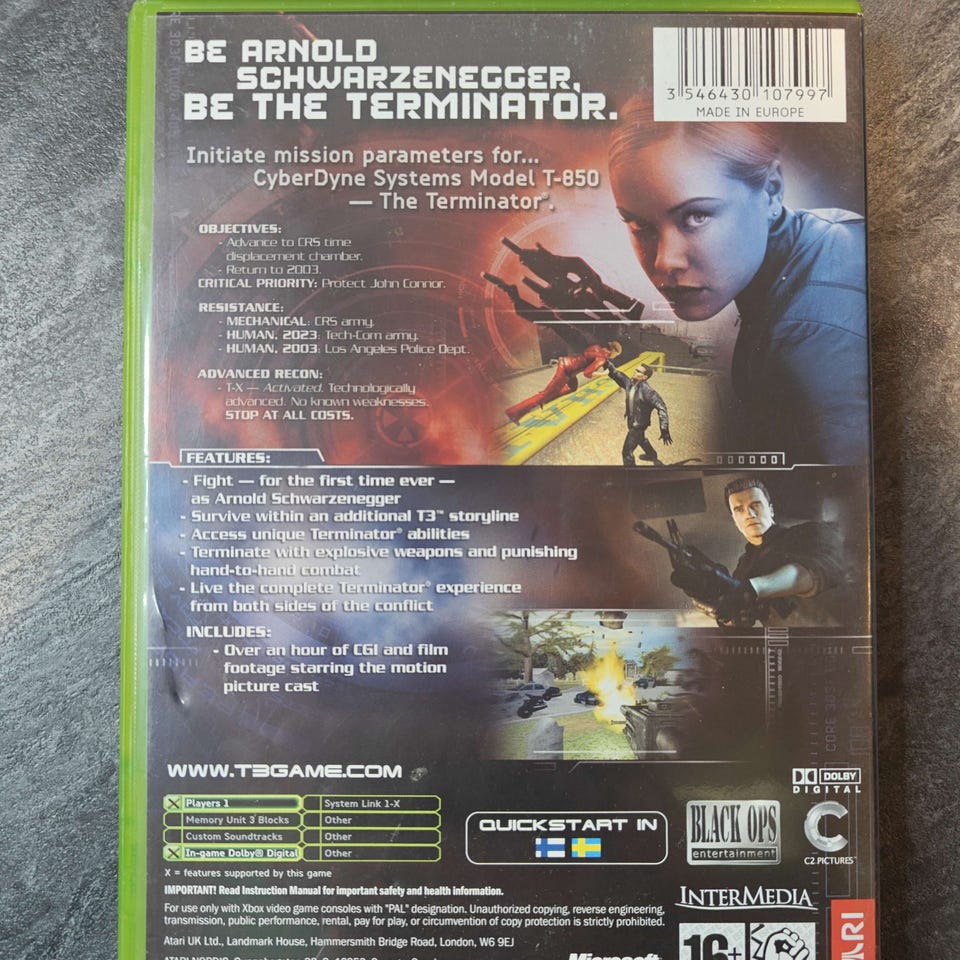 BE ARNOLD
SCHWARZENEGGER,
BE THE TERMINATOR.
3 546430 107997
MADE IN EUROPE
Initiate mission parameters for...
CyberDyne Systems Model T-850
— The Terminator®.
OBJECTIVES:
- Advance to CRS time
displacement chamber.
- Return to 2003.
CRITICAL PRIORITY: Protect John Connor.
RESISTANCE:
- MECHANICAL: CRS army.
- HUMAN, 2023: Tech-Com army.
- HUMAN, 2003: Los Angeles Police Dept.
ADVANCED RECON:
- T-X — Activated. Technologically
advanced. No known weaknesses.
STOP AT ALL COSTS.
FEATURES:
- Fight — for the first time ever —
as Arnold Schwarzenegger
- Survive within an additional T3™ storyline
- Access unique Terminator® abilities
- Terminate with explosive weapons and punishing
hand-to-hand combat
- Live the complete Terminator® experience
from both sides of the conflict
INCLUDES:
- Over an hour of CGI and film
footage starring the motion
picture cast
WWW.T3GAME.COM
DOLBY
DIGITAL
X Players 1
System Link 1-X
Memory Unit 3 Blocks
Other
Custom Soundtracks
Other
X In-game Dolby® Digital
Other
X = features supported by this game
QUICKSTART IN
BLACK OPS
entertainment
C2 PICTURES™
INTERMEDIA
IMPORTANT! Read Instruction Manual for important safety and health information.
For use only with Xbox video game consoles with "PAL" designation. Unauthorized copying, reverse engineering,
transmission, public performance, rental, pay for play, or circumvention of copy protection is strictly prohibited.
Atari UK Ltd., Landmark House, Hammersmith Bridge Road, London, W6 9EJ
ATARI NORDIC
Microsoft
16+
ARI